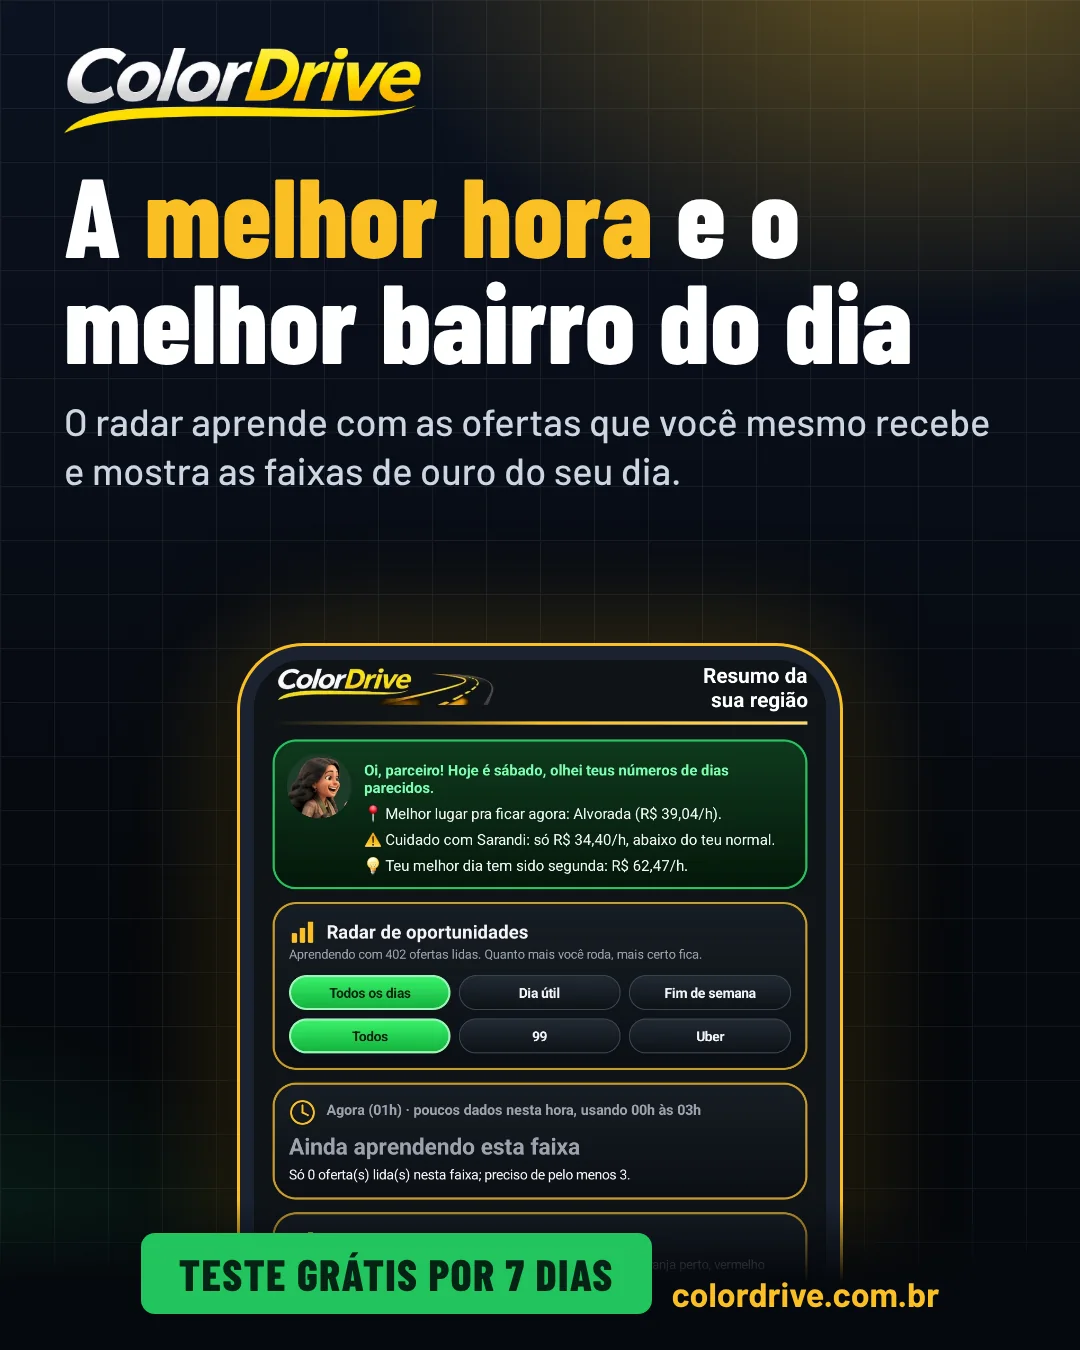 ColorDrive
A melhor hora e o
melhor bairro do dia
O radar aprende com as ofertas que você mesmo recebe
e mostra as faixas de ouro do seu dia.
ColorDrive
Resumo da
sua região
Oi, parceiro! Hoje é sábado, olhei teus números de dias
parecidos.
📍 Melhor lugar pra ficar agora: Alvorada (R$ 39,04/h).
⚠️ Cuidado com Sarandi: só R$ 34,40/h, abaixo do teu normal.
💡 Teu melhor dia tem sido segunda: R$ 62,47/h.
Radar de oportunidades
Aprendendo com 402 ofertas lidas. Quanto mais você roda, mais certo fica.
Todos os dias Dia útil Fim de semana
Todos 99 Uber
Agora (01h) · poucos dados nesta hora, usando 00h às 03h
Ainda aprendendo esta faixa
Só 0 oferta(s) lida(s) nesta faixa; preciso de pelo menos 3.
perto, vermelho
TESTE GRÁTIS POR 7 DIAS
colordrive.com.br